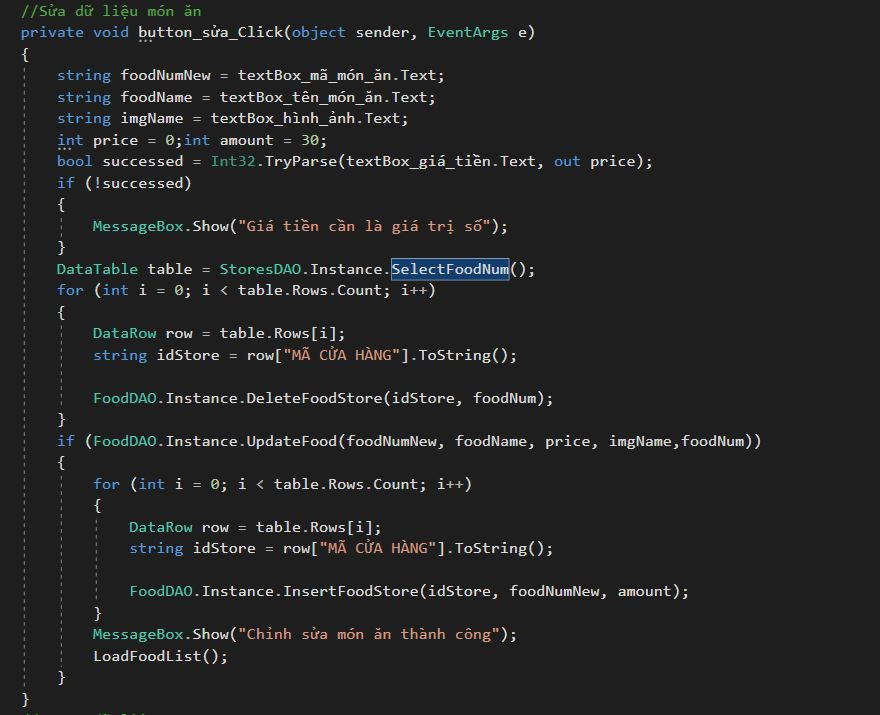 //Sửa dữ liệu món ăn
private void button_sửa_Click(object sender, EventArgs e)
{
string foodNumNew = textBox_mã_món_ăn.Text;
string foodName = textBox_tên_món_ăn.Text;
string imgName = textBox_hình_ảnh.Text;
int price = 0;int amount = 30;
bool successed = Int32.TryParse(textBox_giá_tiền.Text, out price);
if (!successed)
{
MessageBox.Show("Giá tiền cần là giá trị số");
}
DataTable table = StoresDAO.Instance.SelectFoodNum();
for (int i = 0; i < table.Rows.Count; i++)
{
DataRow row = table.Rows[i];
string idStore = row["MÃ CỬA HÀNG"].ToString();
FoodDAO.Instance.DeleteFoodStore(idStore, foodNum);
}
if (FoodDAO.Instance.UpdateFood(foodNumNew, foodName, price, imgName,foodNum))
{
for (int i = 0; i < table.Rows.Count; i++)
{
DataRow row = table.Rows[i];
string idStore = row["MÃ CỬA HÀNG"].ToString();
FoodDAO.Instance.InsertFoodStore(idStore, foodNumNew, amount);
}
MessageBox.Show("Chỉnh sửa món ăn thành công");
LoadFoodList();
}
}